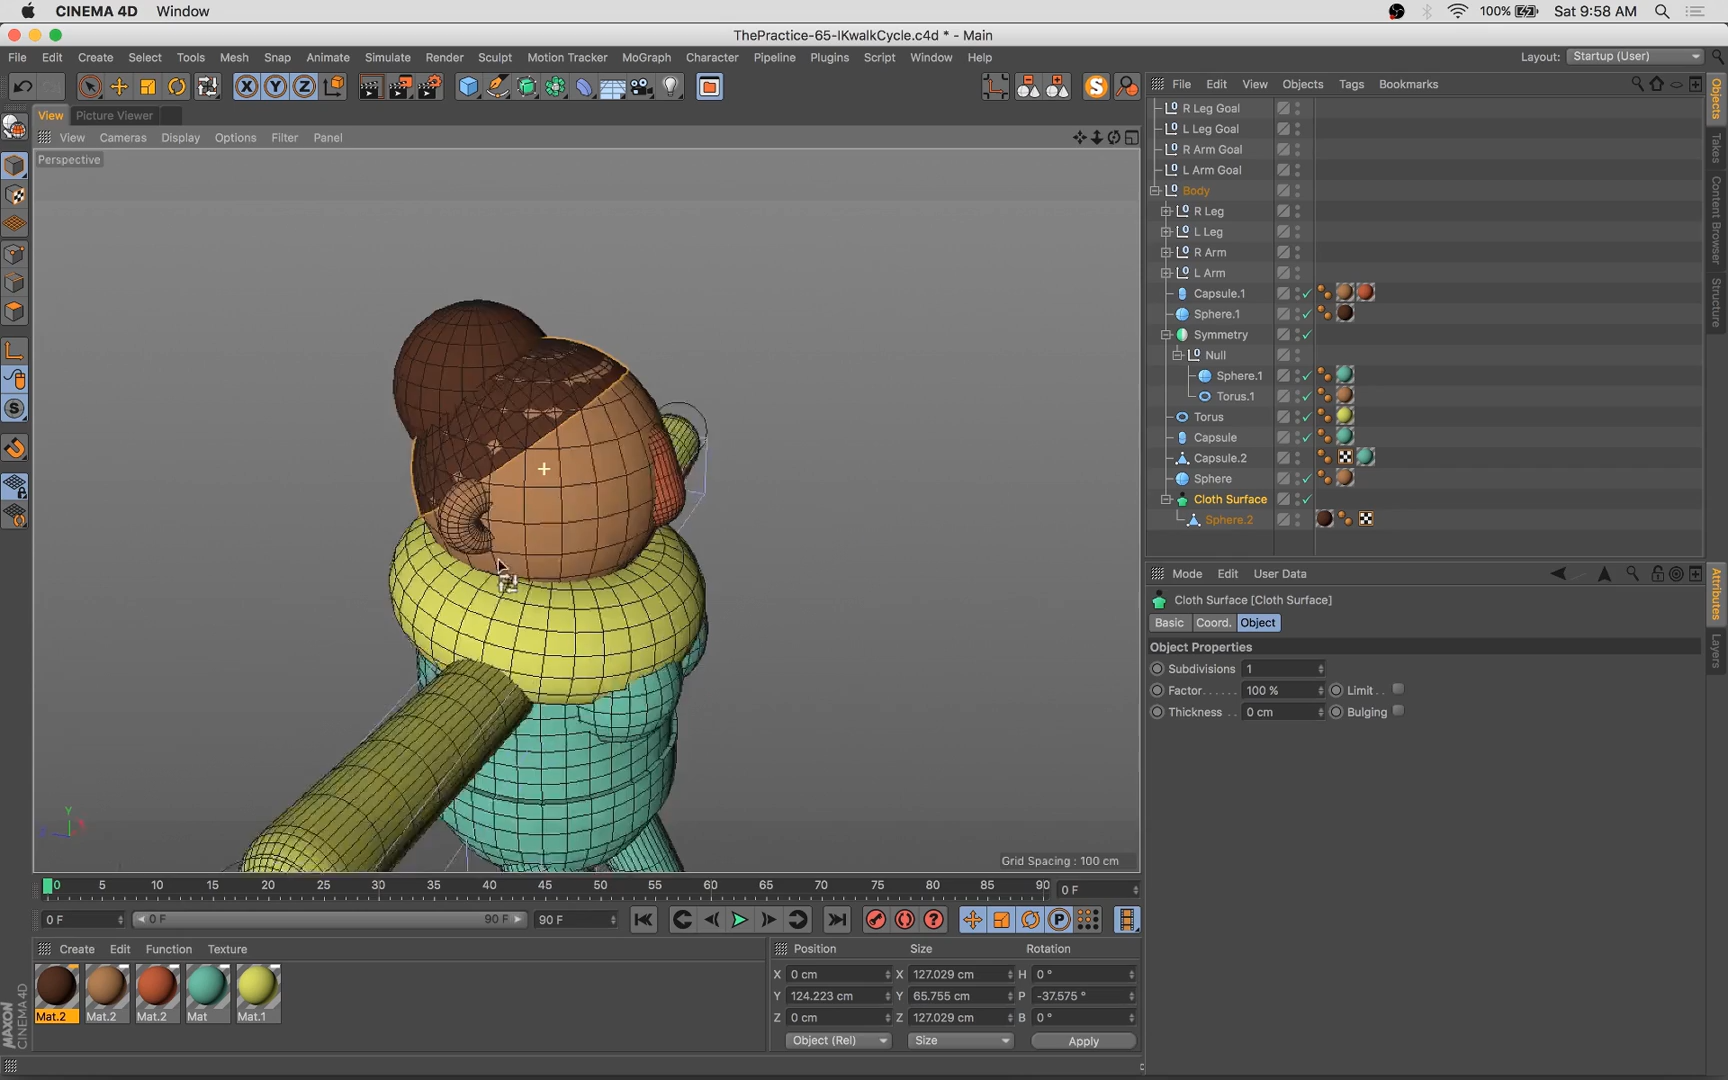 CINEMA 4D Window
100% Sat 9:58 AM
ThePractice-65-IKwalkCycle.c4d * - Main
File Edit Create Select Tools Mesh Snap Animate Simulate Render Sculpt Motion Tracker MoGraph Character Pipeline Plugins Script Window Help Layout: Startup (User)
X Y Z
File Edit View Objects Tags Bookmarks
View Picture Viewer
View Cameras Display Options Filter Panel
Perspective
R Leg Goal
L Leg Goal
R Arm Goal
L Arm Goal
Body
R Leg
L Leg
R Arm
L Arm
Capsule.1
Sphere.1
Symmetry
Null
Sphere.1
Torus.1
Torus
Capsule
Capsule.2
Sphere
Cloth Surface
Sphere.2
Objects
Takes
Content Browser
Structure
Mode Edit User Data
Cloth Surface [Cloth Surface]
Basic Coord. Object
Object Properties
Subdivisions 1
Factor...... 100 % Limit..
Thickness .. 0 cm Bulging
Attributes
Layers
Y
Grid Spacing : 100 cm
0 5 10 15 20 25 30 35 40 45 50 55 60 65 70 75 80 85 90 0 F
0 F 0 F 90 F 90 F
Create Edit Function Texture
Mat.2 Mat.2 Mat.2 Mat Mat.1
Position Size Rotation
X 0 cm X 127.029 cm H 0 °
Y 124.223 cm Y 65.755 cm P -37.575 °
Z 0 cm Z 127.029 cm B 0 °
Object (Rel) Size Apply
MAXON
CINEMA 4D